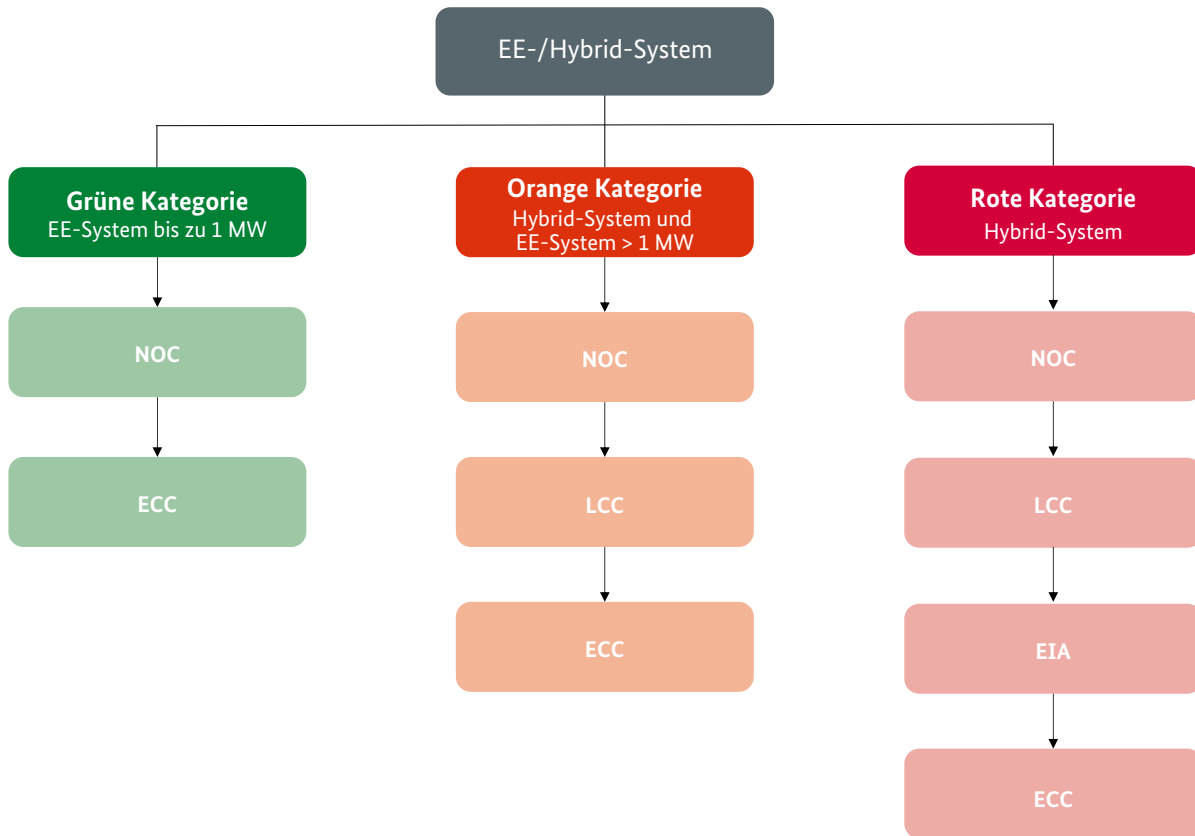 EE-/Hybrid-System
Grüne Kategorie
EE-System bis zu 1 MW
NOC
ECC
Orange Kategorie
Hybrid-System und
EE-System > 1 MW
NOC
LCC
ECC
Rote Kategorie
Hybrid-System
NOC
LCC
EIA
ECC